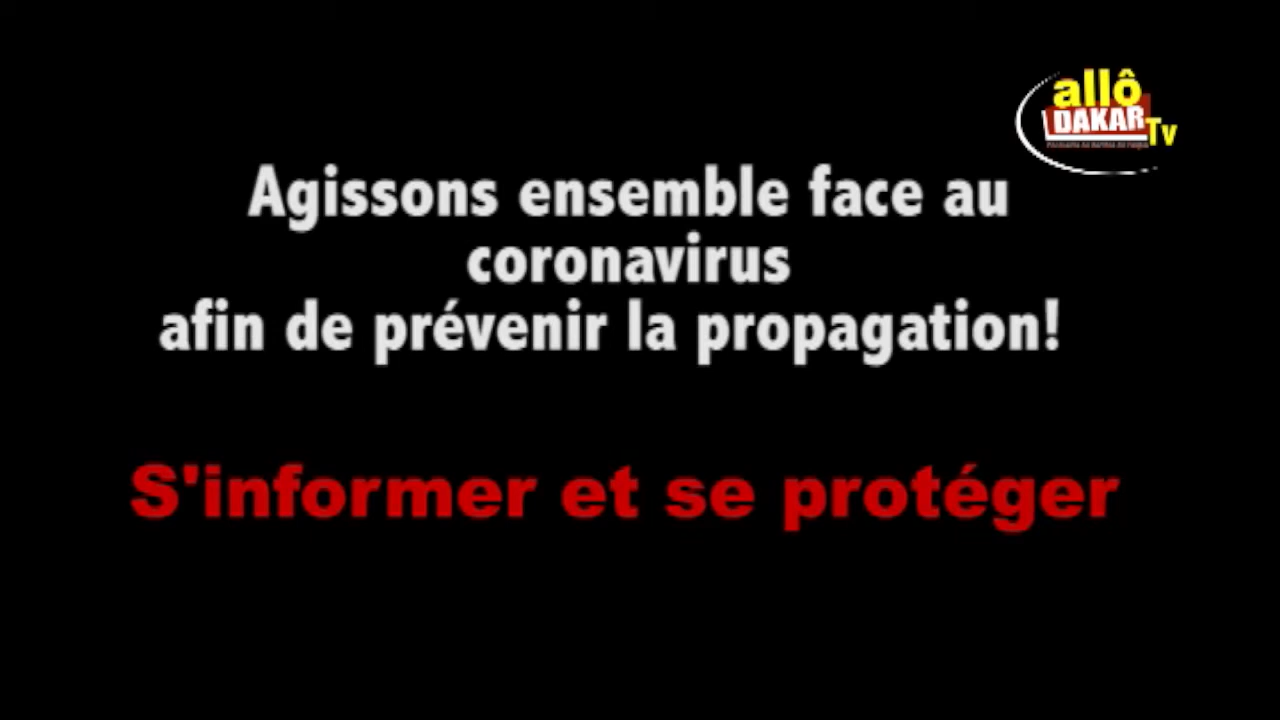 allô
DAKAR
Tv
Agissons ensemble face au
coronavirus
afin de prévenir la propagation!
S'informer et se protéger